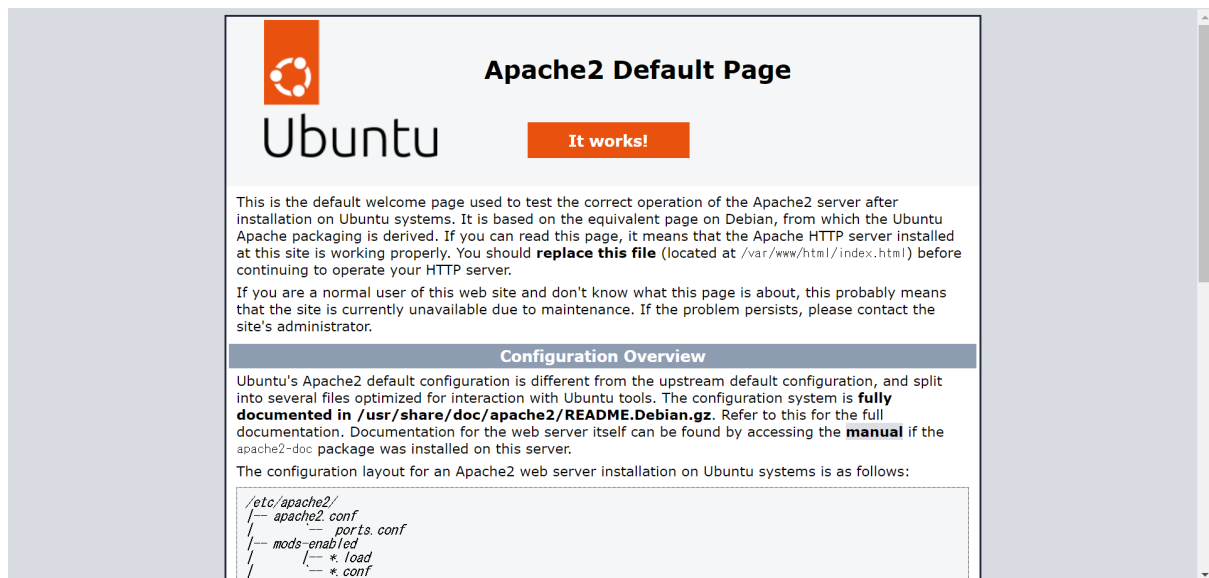 Apache2 Default Page
Ubuntu
It works!
This is the default welcome page used to test the correct operation of the Apache2 server after
installation on Ubuntu systems. It is based on the equivalent page on Debian, from which the Ubuntu
Apache packaging is derived. If you can read this page, it means that the Apache HTTP server installed
at this site is working properly. You should replace this file (located at /var/www/html/index.html) before
continuing to operate your HTTP server.
If you are a normal user of this web site and don't know what this page is about, this probably means
that the site is currently unavailable due to maintenance. If the problem persists, please contact the
site's administrator.
Configuration Overview
Ubuntu's Apache2 default configuration is different from the upstream default configuration, and split
into several files optimized for interaction with Ubuntu tools. The configuration system is fully
documented in /usr/share/doc/apache2/README.Debian.gz. Refer to this for the full
documentation. Documentation for the web server itself can be found by accessing the manual if the
apache2-doc package was installed on this server.
The configuration layout for an Apache2 web server installation on Ubuntu systems is as follows:
/etc/apache2/
|-- apache2.conf
|       `--  ports.conf
|-- mods-enabled
|       |-- *.load
|       `-- *.conf